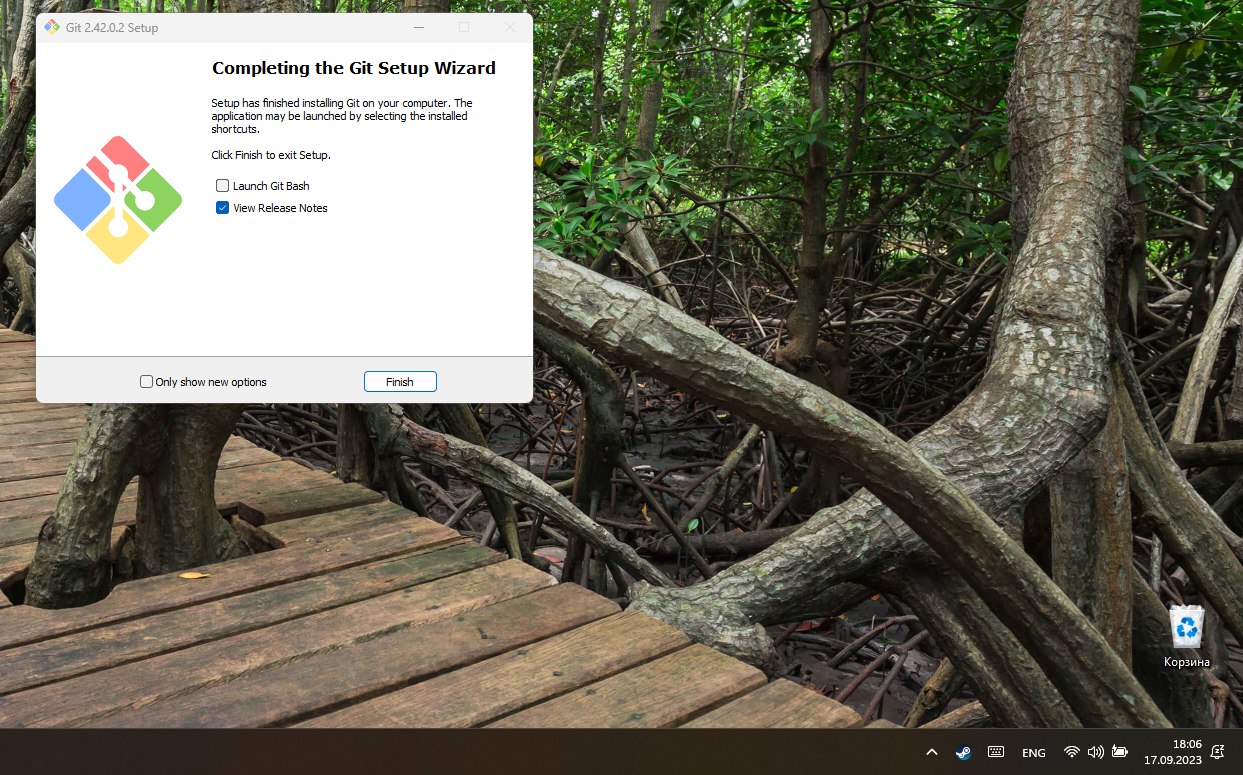 Git 2.42.0.2 Setup
Completing the Git Setup Wizard
Setup has finished installing Git on your computer. The
application may be launched by selecting the installed
shortcuts.
Click Finish to exit Setup.
Launch Git Bash
View Release Notes
Only show new options
Finish
Корзина
ENG
18:06
17.09.2023